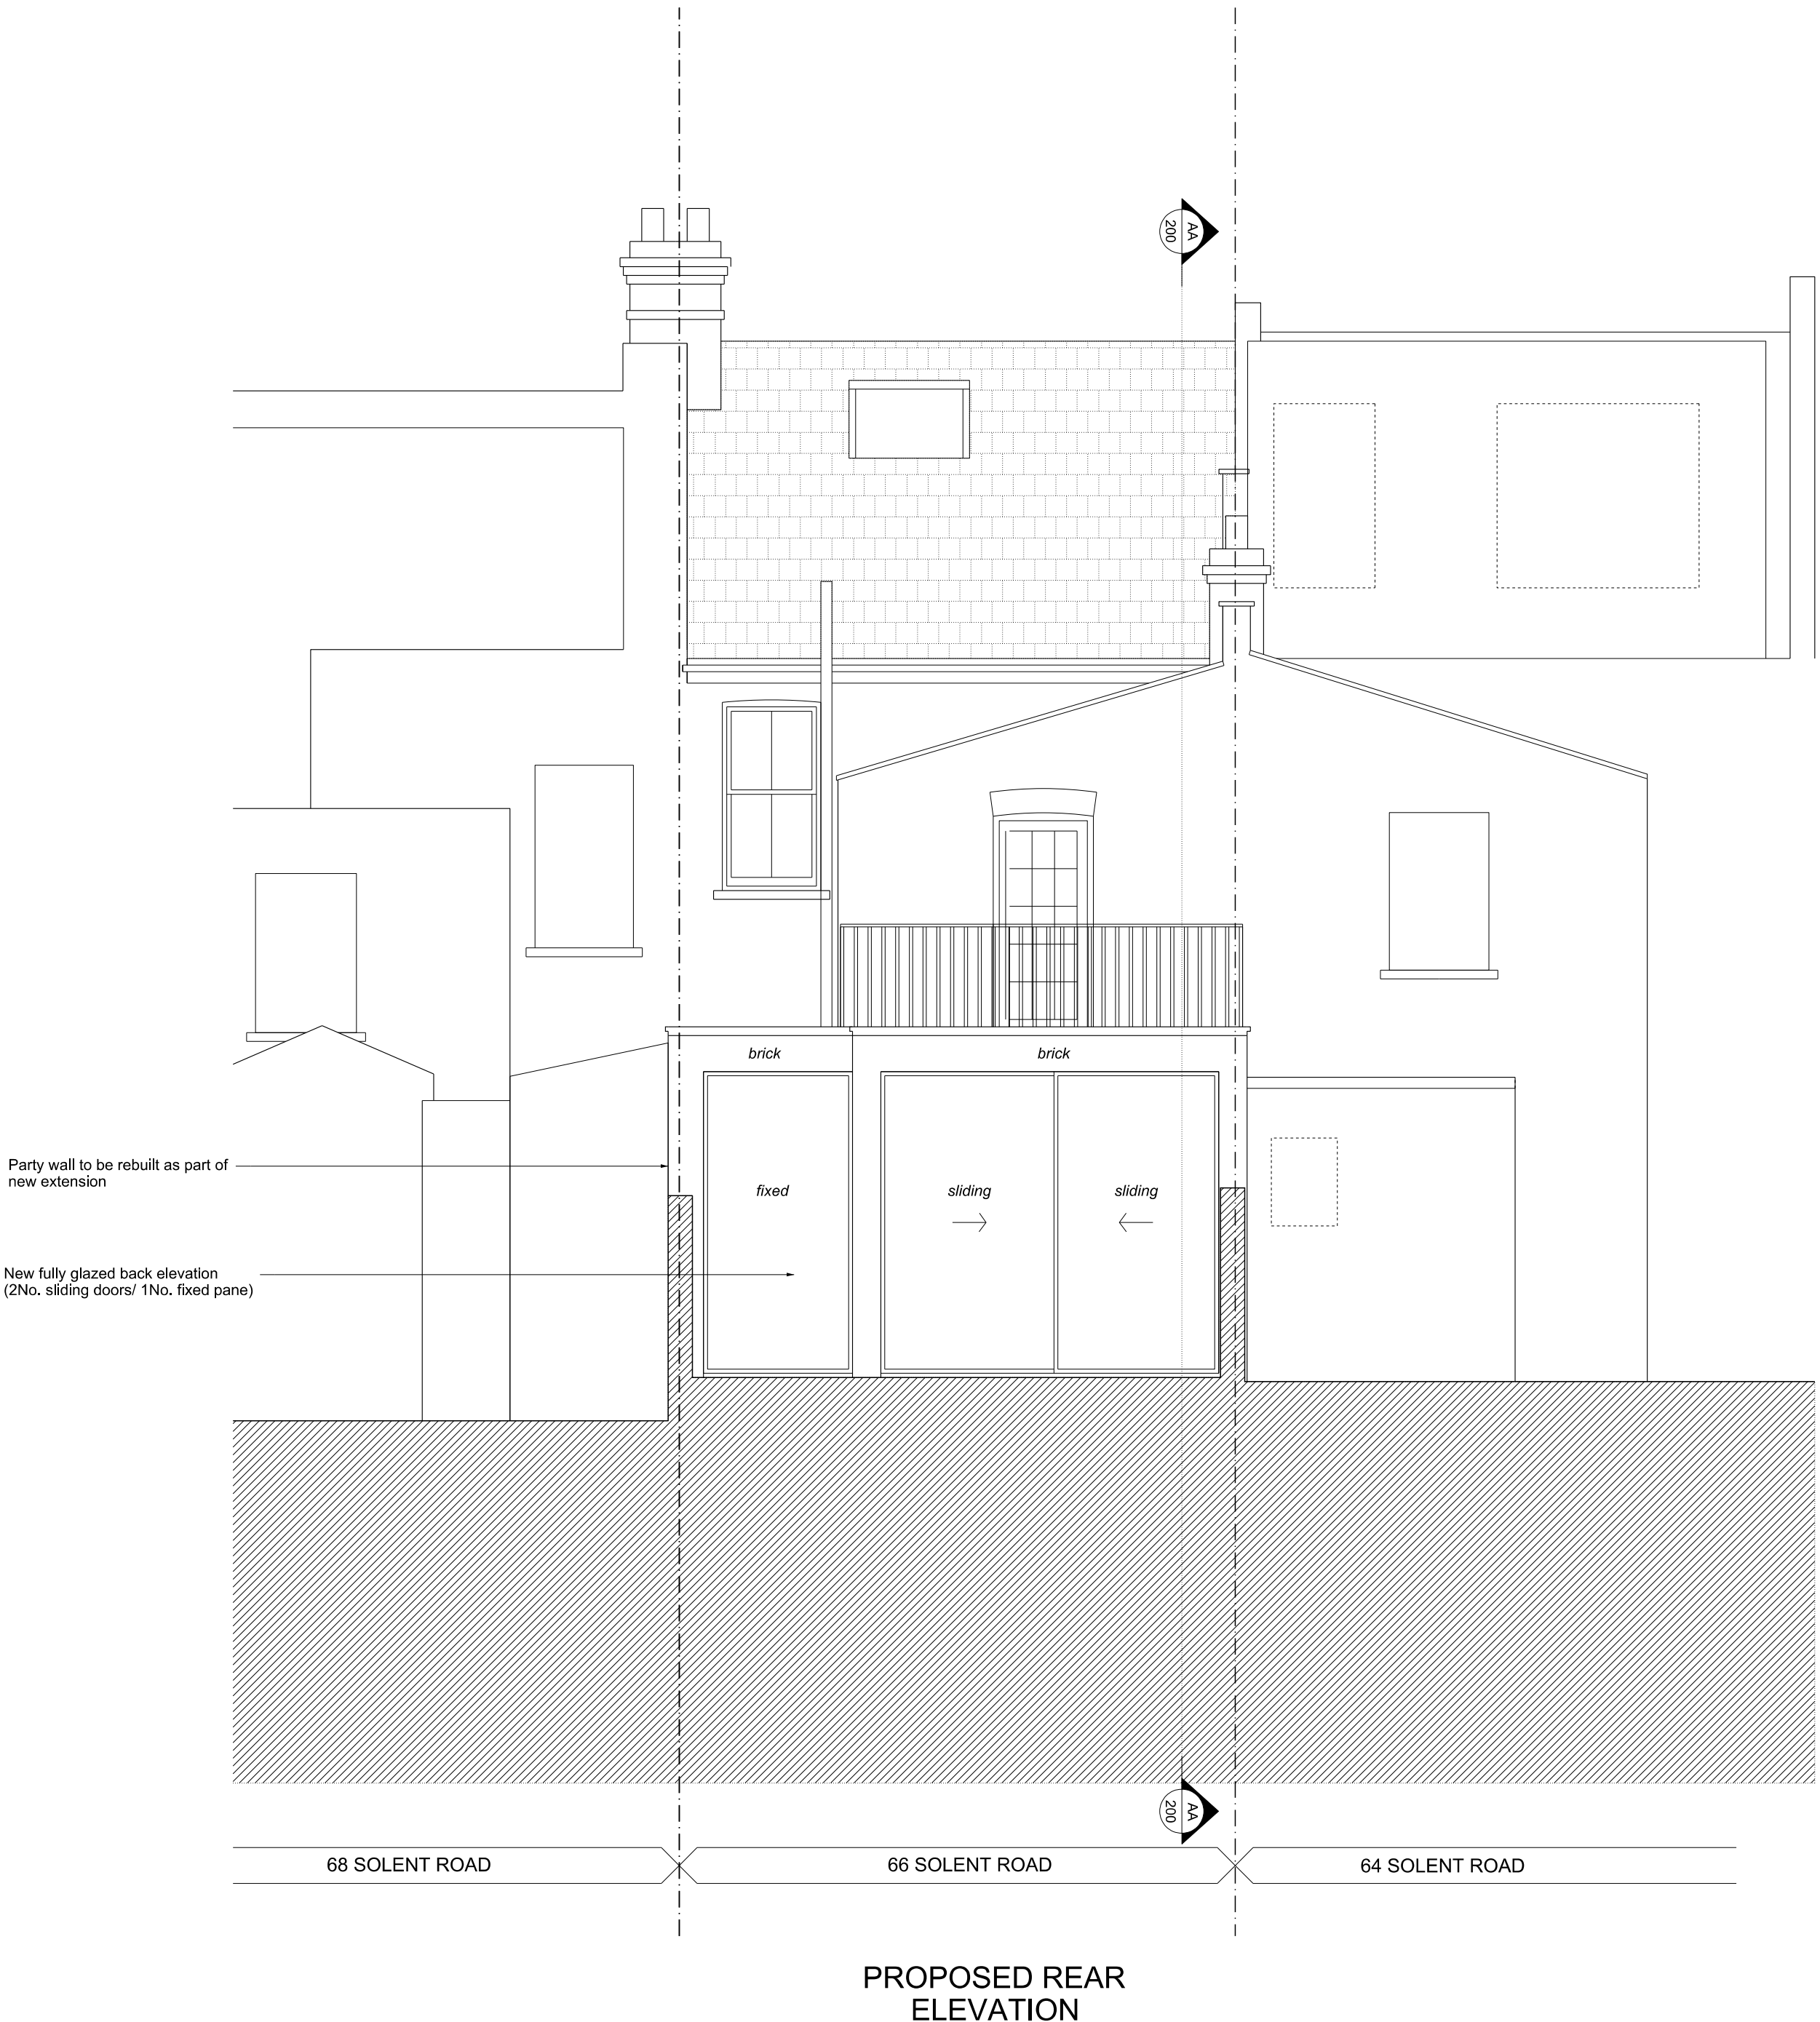 AA
200
brick
brick
Party wall to be rebuilt as part of
new extension
fixed
sliding
sliding
New fully glazed back elevation
(2No. sliding doors/ 1No. fixed pane)
AA
200
68 SOLENT ROAD
66 SOLENT ROAD
64 SOLENT ROAD
PROPOSED REAR
ELEVATION